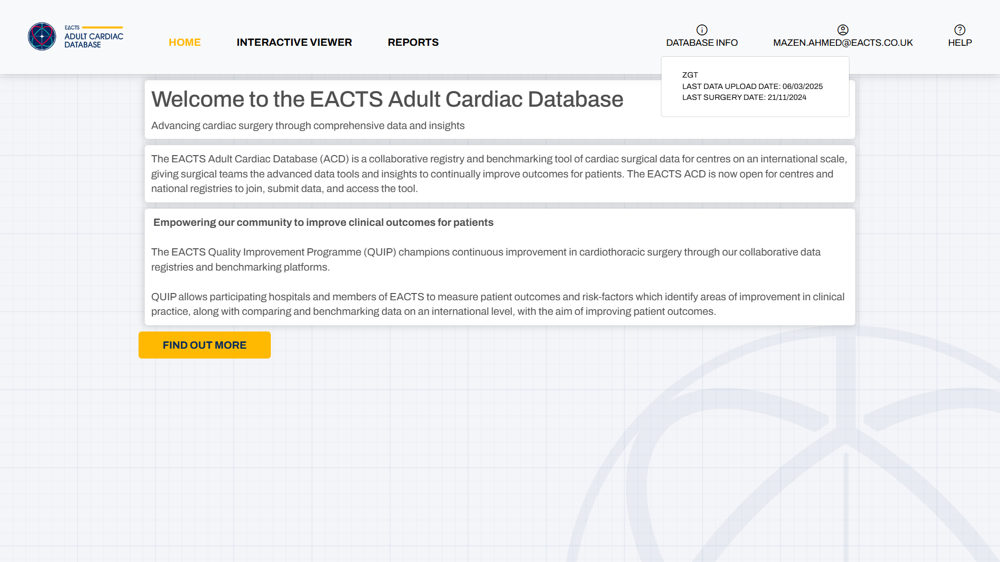 EACTS
ADULT CARDIAC
DATABASE
HOME
INTERACTIVE VIEWER
REPORTS
DATABASE INFO
MAZEN.AHMED@EACTS.CO.UK
HELP
ZGT
LAST DATA UPLOAD DATE: 06/03/2025
LAST SURGERY DATE: 21/11/2024
Welcome to the EACTS Adult Cardiac Database
Advancing cardiac surgery through comprehensive data and insights
The EACTS Adult Cardiac Database (ACD) is a collaborative registry and benchmarking tool of cardiac surgical data for centres on an international scale,
giving surgical teams the advanced data tools and insights to continually improve outcomes for patients. The EACTS ACD is now open for centres and
national registries to join, submit data, and access the tool.
Empowering our community to improve clinical outcomes for patients
The EACTS Quality Improvement Programme (QUIP) champions continuous improvement in cardiothoracic surgery through our collaborative data
registries and benchmarking platforms.
QUIP allows participating hospitals and members of EACTS to measure patient outcomes and risk-factors which identify areas of improvement in clinical
practice, along with comparing and benchmarking data on an international level, with the aim of improving patient outcomes.
FIND OUT MORE